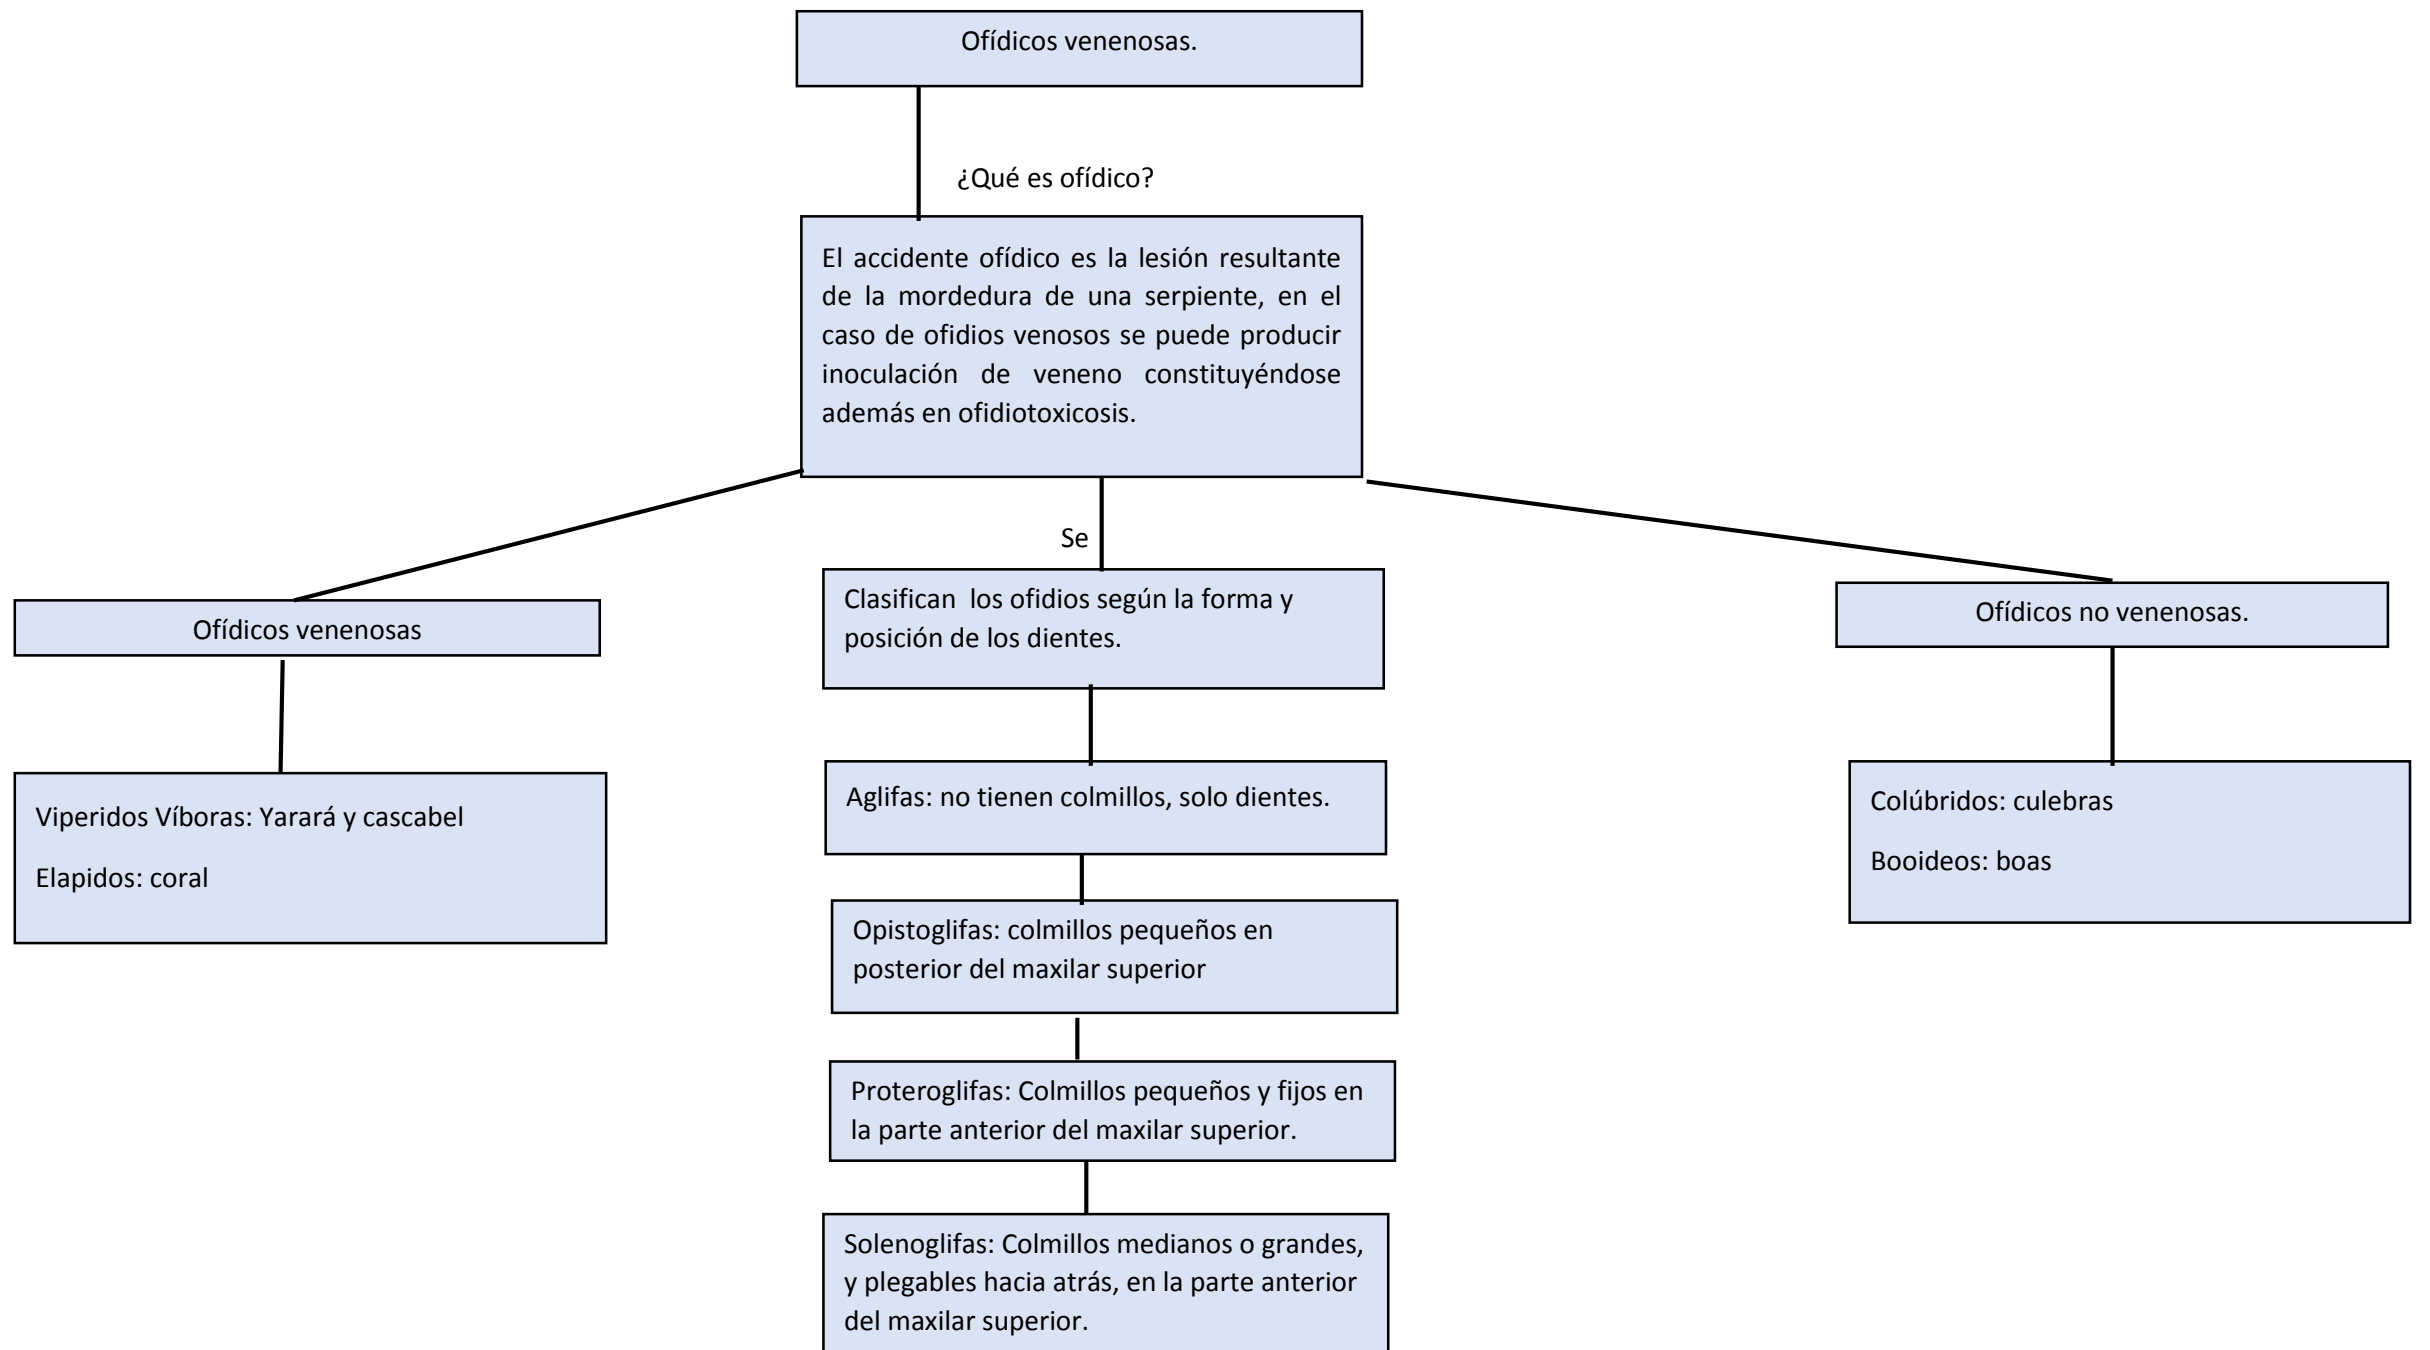 Ofídicos venenosas.
¿Qué es ofídico?
El accidente ofídico es la lesión resultante
de la mordedura de una serpiente, en el
caso de ofidios venosos se puede producir
inoculación de veneno constituyéndose
además en ofidiotoxicosis.
Se
Ofídicos venenosas
Viperidos Víboras: Yarará y cascabel
Elapidos: coral
Clasifican los ofidios según la forma y
posición de los dientes.
Aglifas: no tienen colmillos, solo dientes.
Opistoglifas: colmillos pequeños en
posterior del maxilar superior
Proteroglifas: Colmillos pequeños y fijos en
la parte anterior del maxilar superior.
Solenoglifas: Colmillos medianos o grandes,
y plegables hacia atrás, en la parte anterior
del maxilar superior.
Ofídicos no venenosas.
Colúbridos: culebras
Booideos: boas